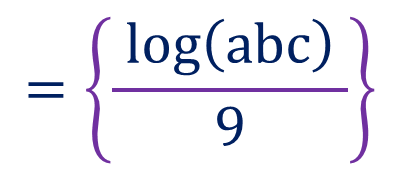 = { log(abc) / 9 }